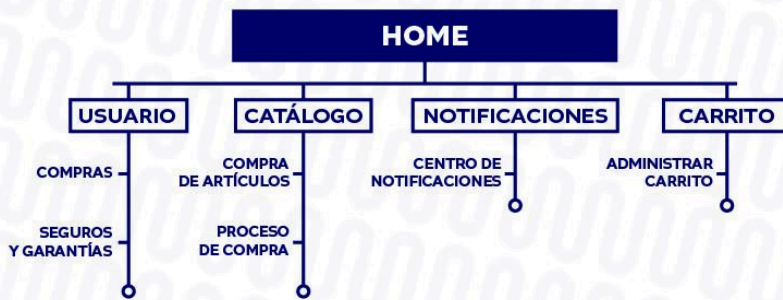 HOME
USUARIO
CATÁLOGO
NOTIFICACIONES
CARRITO
COMPRAS
SEGUROS
Y GARANTÍAS
COMPRA
DE ARTÍCULOS
PROCESO
DE COMPRA
CENTRO DE
NOTIFICACIONES
ADMINISTRAR
CARRITO